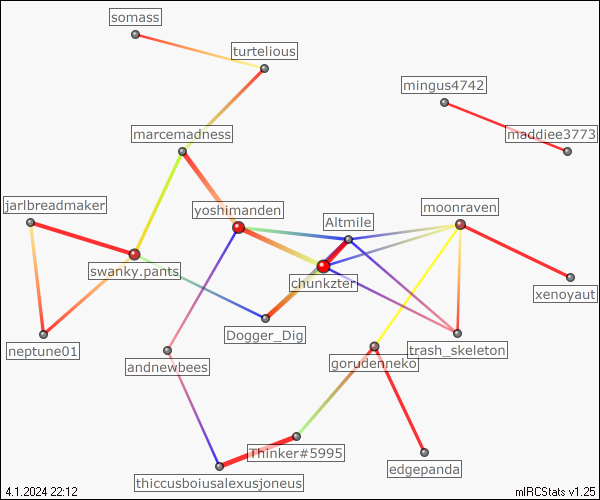 somass
turtelious
mingus4742
maddiee3773
marcemadness
jarlbreadmaker
yoshimanden
Altmile
moonraven
swanky.pants
chunkzter
xenoyaut
Dogger_Dig
neptune01
andnewbees
gorudenneko
trash_skeleton
Thinker#5995
edgepanda
thiccusboiusalexusjoneus
4.1.2024 22:12
mIRCStats v1.25